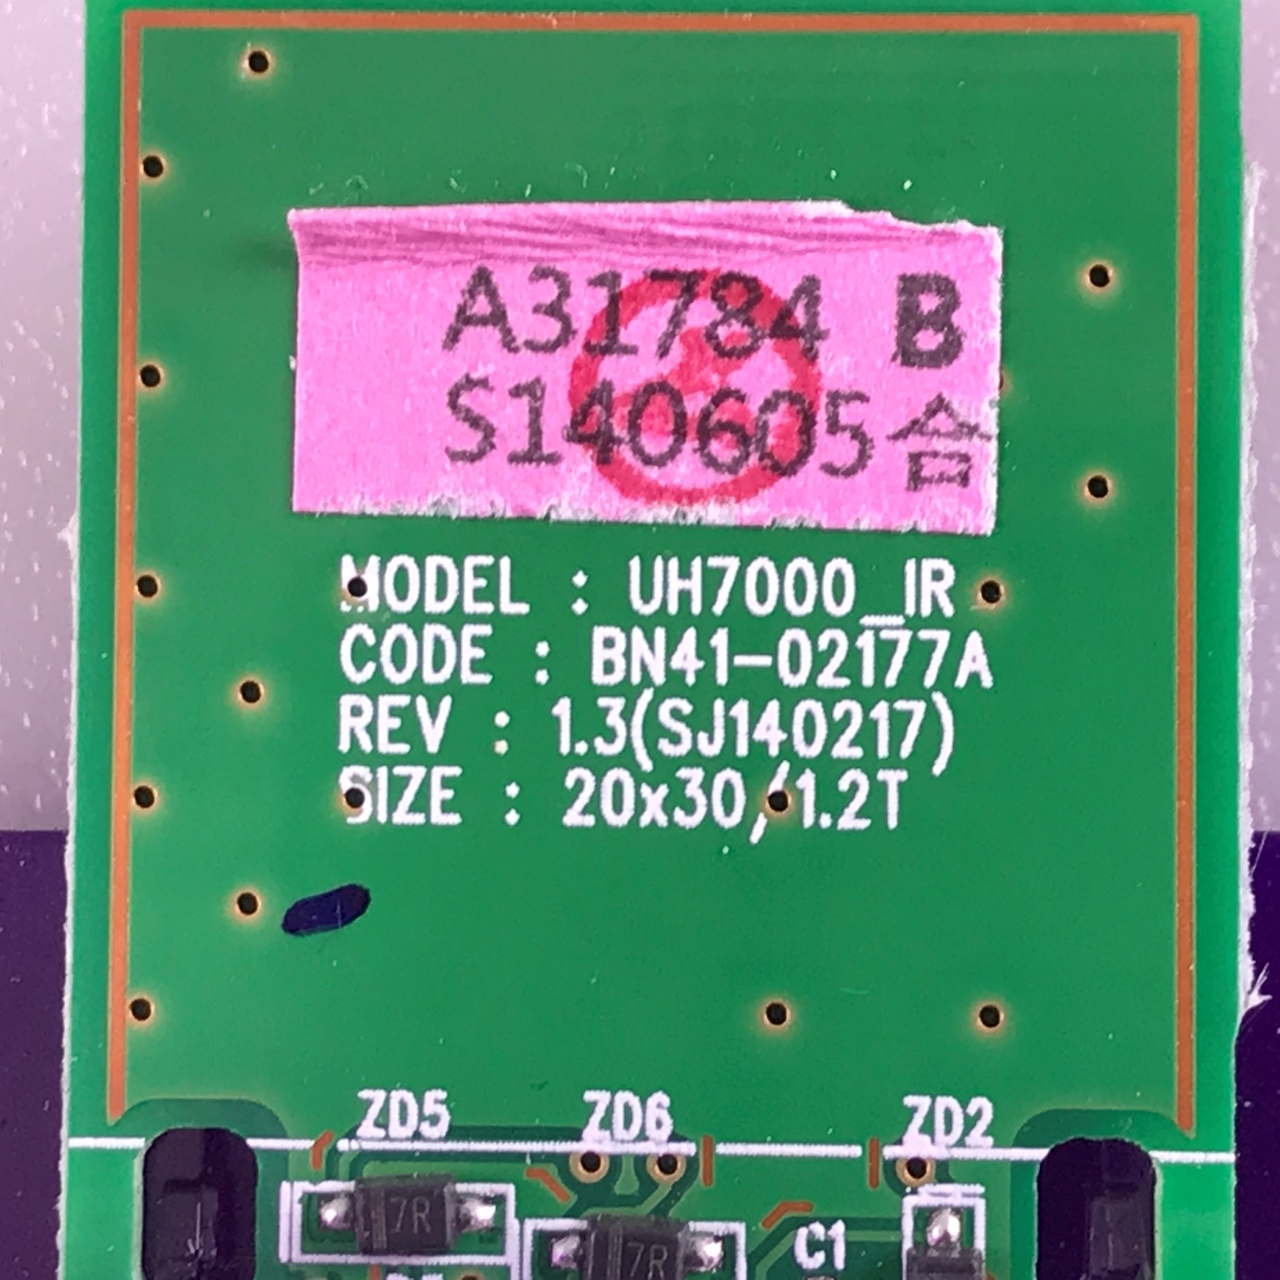 A31784 B
S140605 合
MODEL : UH7000_IR
CODE : BN41-02177A
REV : 1.3(SJ140217)
SIZE : 20x30/1.2T
ZD5 ZD6 ZD2
7R
7R
C1